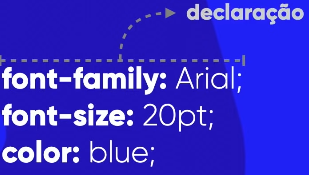 declaração
font-family: Arial;
font-size: 20pt;
color: blue;